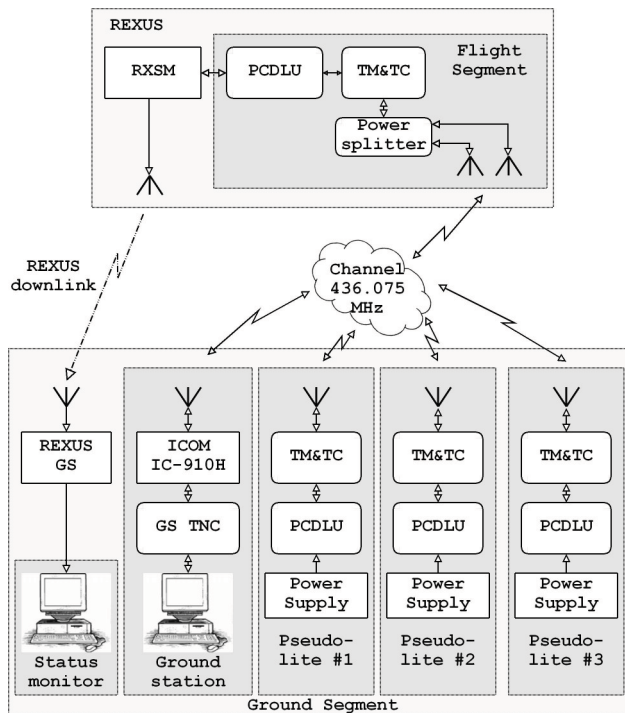 REXUS
Flight
Segment
RXSM
PCDLU
TM&TC
Power
splitter
REXUS
downlink
Channel
436.075
MHz
REXUS
GS
ICOM
IC-910H
GS TNC
TM&TC
PCDLU
Power
Supply
TM&TC
PCDLU
Power
Supply
TM&TC
PCDLU
Power
Supply
Status
monitor
Ground
station
Pseudo-
lite #1
Pseudo-
lite #2
Pseudo-
lite #3
Ground Segment